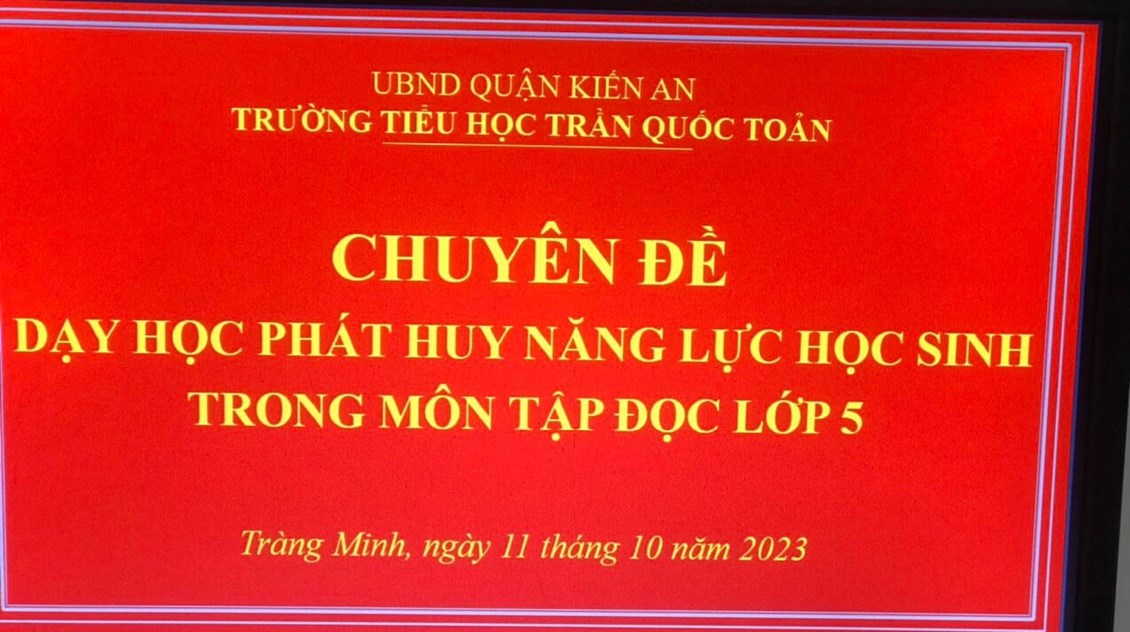 UBND QUẬN KIẾN AN
TRƯỜNG TIỂU HỌC TRẦN QUỐC TOẢN
CHUYÊN ĐỀ
DẠY HỌC PHÁT HUY NĂNG LỰC HỌC SINH
TRONG MÔN TẬP ĐỌC LỚP 5
Tràng Minh, ngày 11 tháng 10 năm 2023